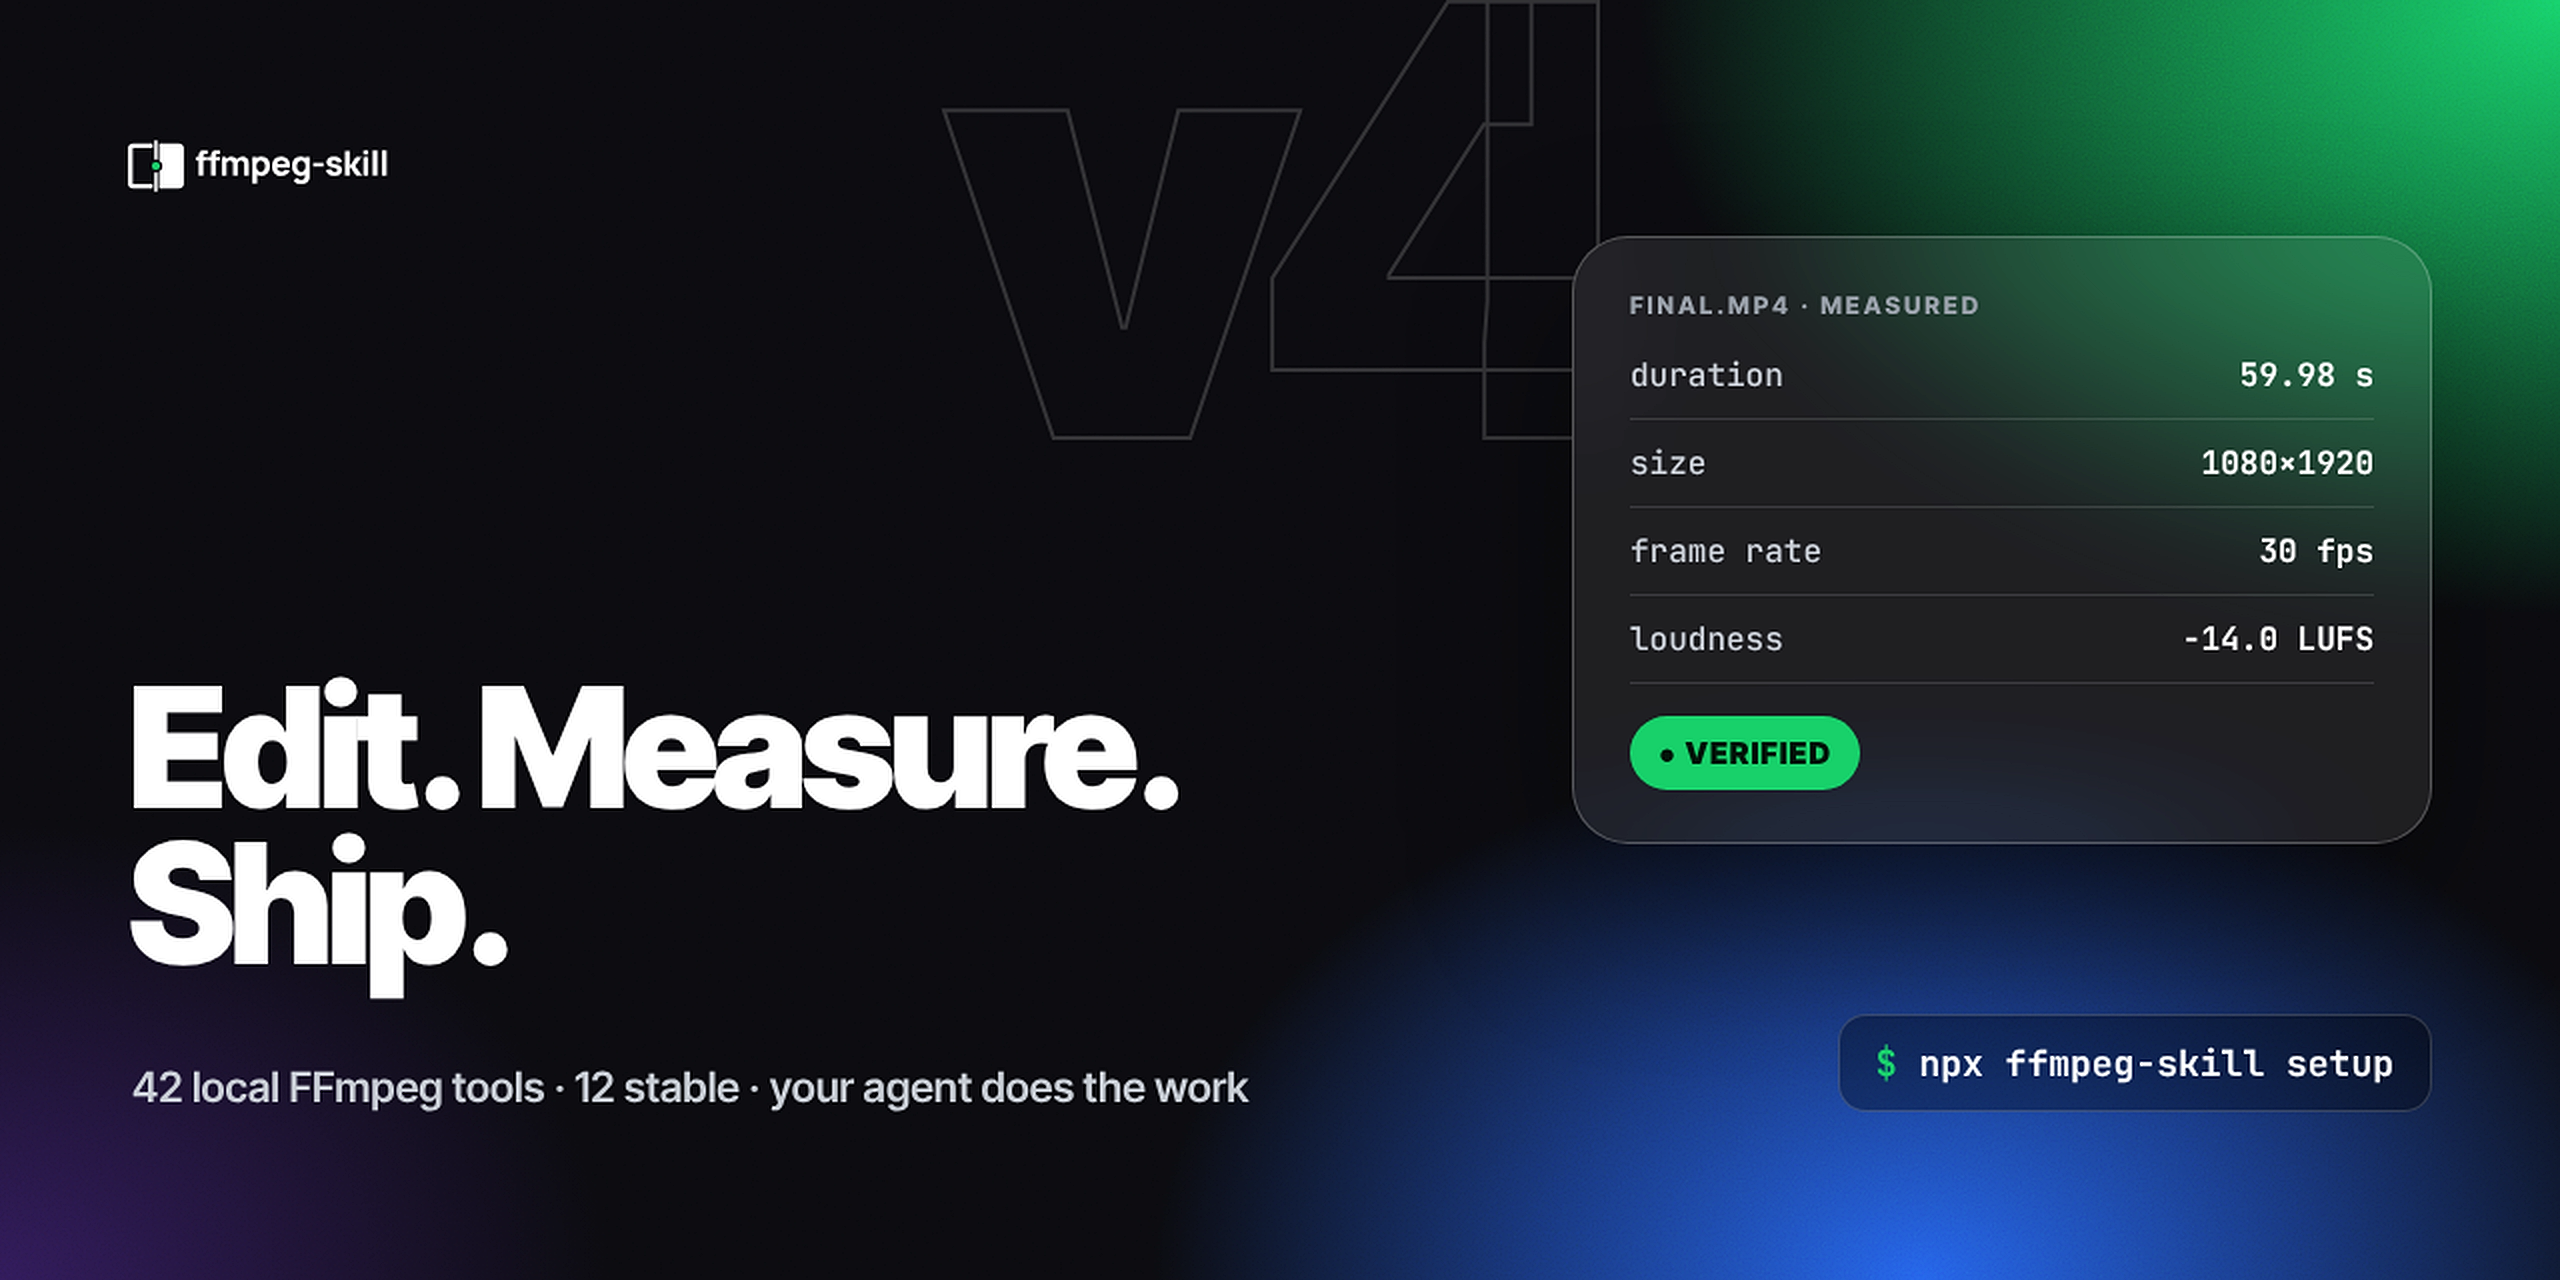 ffmpeg-skill
v4
FINAL.MP4 · MEASURED
duration 59.98 s
size 1080×1920
frame rate 30 fps
loudness -14.0 LUFS
• VERIFIED
Edit. Measure.
Ship.
42 local FFmpeg tools · 12 stable · your agent does the work
$ npx ffmpeg-skill setup